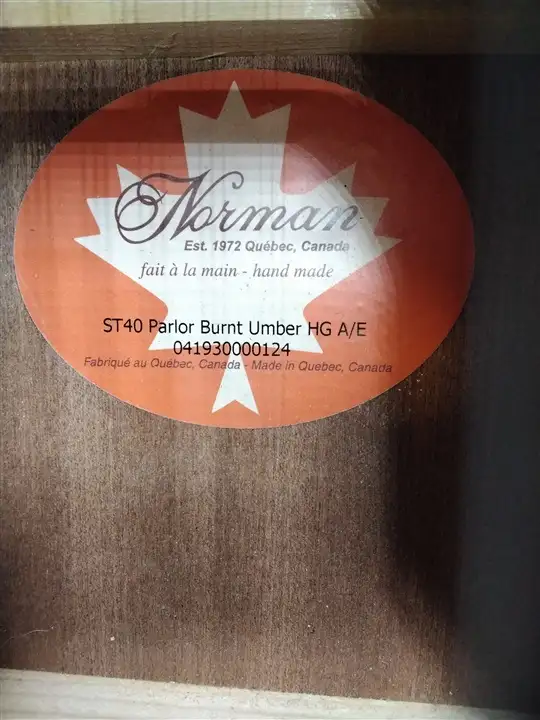 Norman
Est. 1972 Québec, Canada
fait à la main - hand made
ST40 Parlor Burnt Umber HG A/E
041930000124
Fabriqué au Québec, Canada - Made in Quebec, Canada